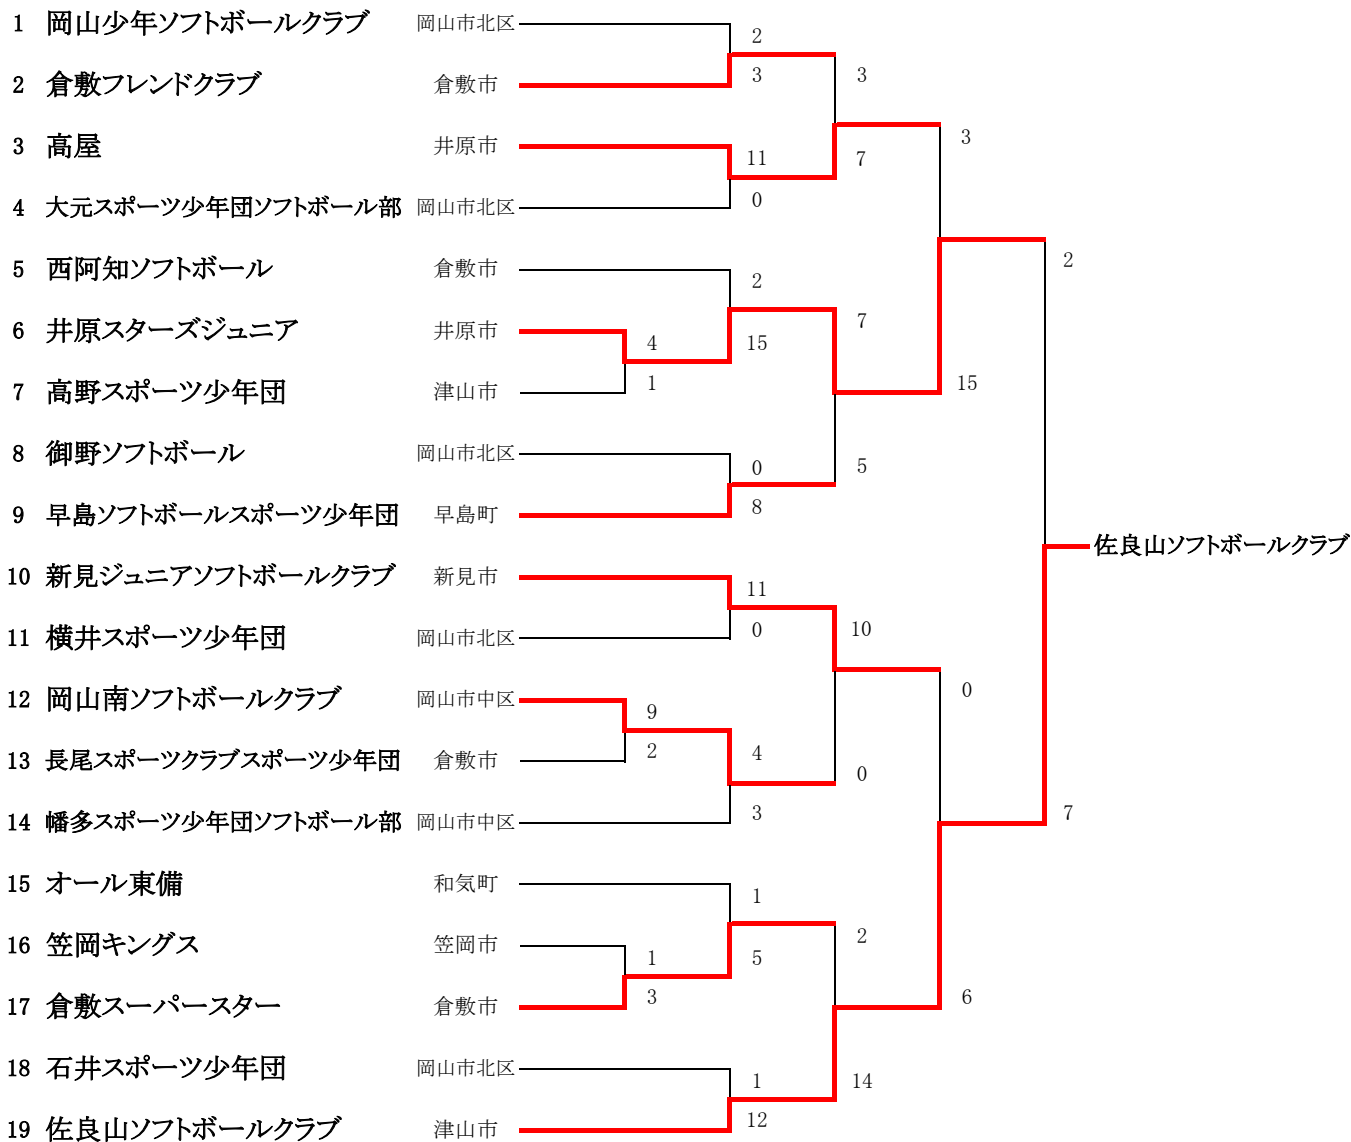 1 岡山少年ソフトボールクラブ 岡山市北区
2
2 倉敷フレンドクラブ 倉敷市 3 3
3 高屋 井原市 11 7 3
4 大元スポーツ少年団ソフトボール部 岡山市北区 0
5 西阿知ソフトボール 倉敷市 2 2
6 井原スターズジュニア 井原市 4 15 7
7 高野スポーツ少年団 津山市 1 15
8 御野ソフトボール 岡山市北区 0 5
9 早島ソフトボールスポーツ少年団 早島町 8
佐良山ソフトボールクラブ
10 新見ジュニアソフトボールクラブ 新見市 11
11 横井スポーツ少年団 岡山市北区 0 10
12 岡山南ソフトボールクラブ 岡山市中区 9 0
13 長尾スポーツクラブスポーツ少年団 倉敷市 2 4 0
14 幡多スポーツ少年団ソフトボール部 岡山市中区 3 7
15 オール東備 和気町 1
16 笠岡キングス 笠岡市 1 5 2
17 倉敷スーパースター 倉敷市 3 6
18 石井スポーツ少年団 岡山市北区 1 14
19 佐良山ソフトボールクラブ 津山市 12